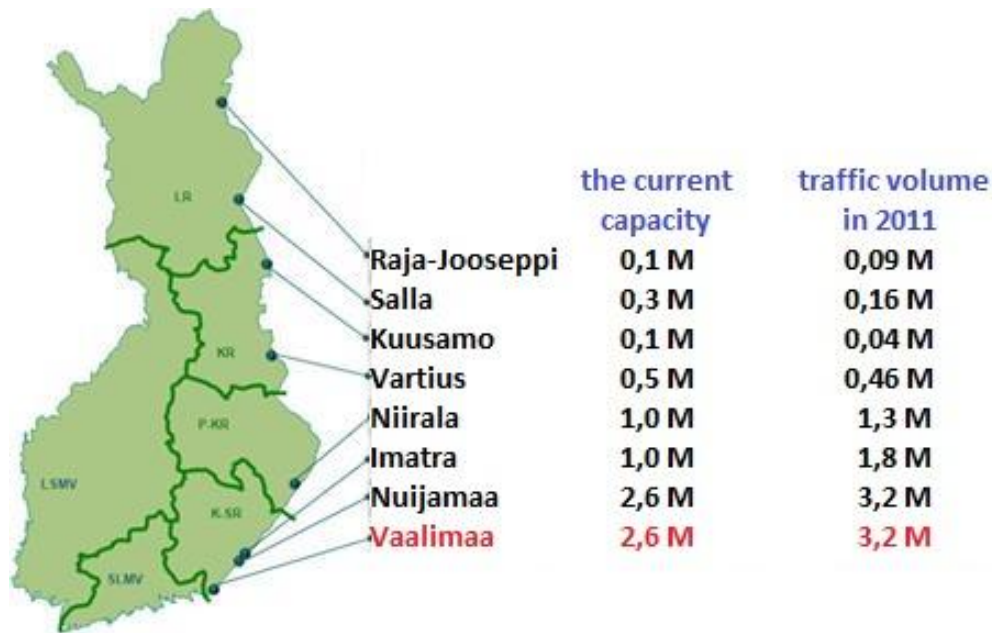 the current traffic volume
capacity in 2011
Raja-Jooseppi 0,1 M 0,09 M
Salla 0,3 M 0,16 M
Kuusamo 0,1 M 0,04 M
Vartius 0,5 M 0,46 M
Niirala 1,0 M 1,3 M
Imatra 1,0 M 1,8 M
Nuijamaa 2,6 M 3,2 M
Vaalimaa 2,6 M 3,2 M
LR
KR
P-KR
LSMV
K-SR
SLMV